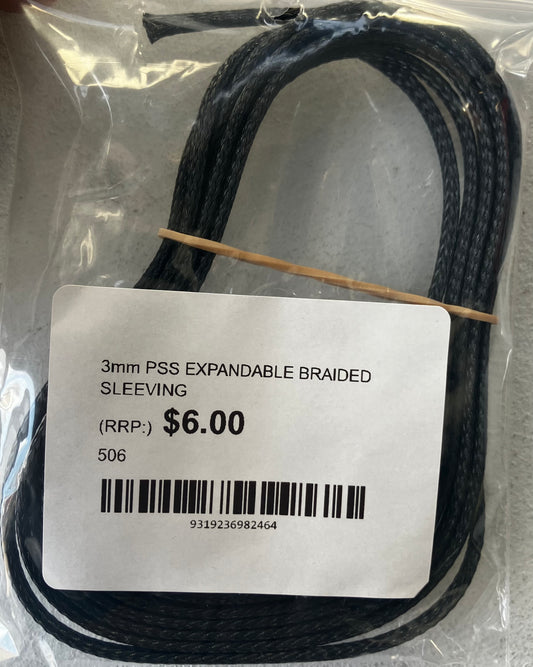 3mm PSS EXPANDABLE BRAIDED
SLEEVING
(RRP:) $6.00
506
9319236982464